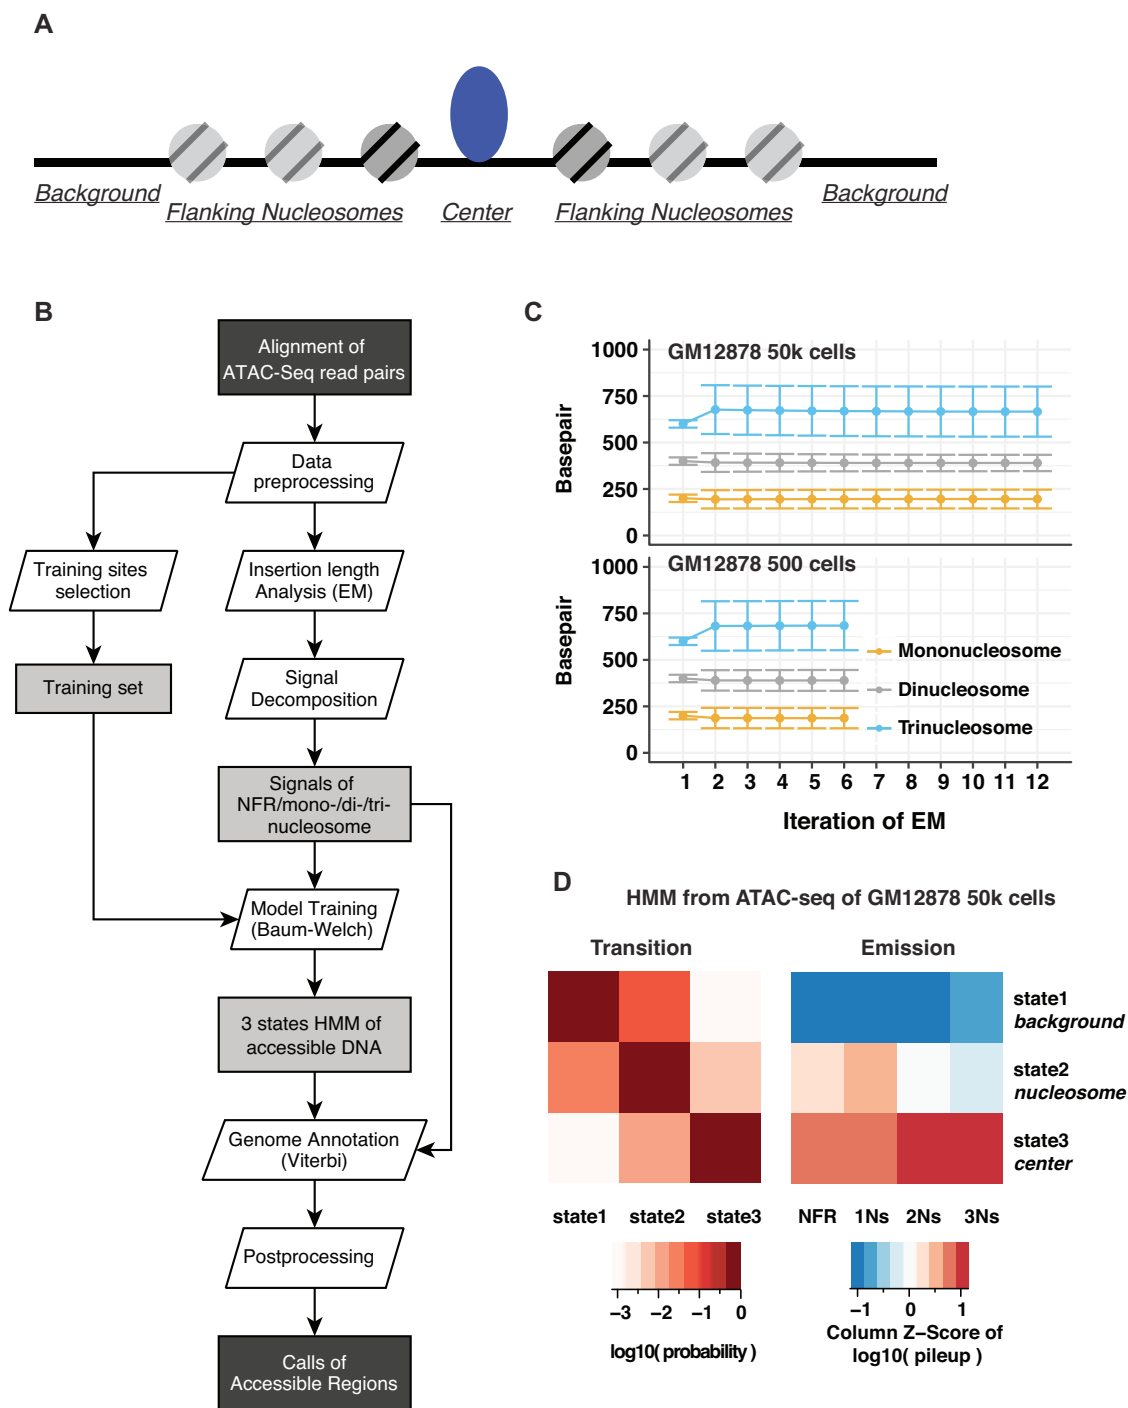 A
Background
Flanking Nucleosomes
Center
Flanking Nucleosomes
Background
B
Alignment of
ATAC-Seq read pairs
Data
preprocessing
Training sites
selection
Insertion length
Analysis (EM)
Training set
Signal
Decomposition
Signals of
NFR/mono-/di-/tri-
nucleosome
Model Training
(Baum-Welch)
3 states HMM of
accessible DNA
Genome Annotation
(Viterbi)
Postprocessing
Calls of
Accessible Regions
C
GM12878 50k cells
1000
750
500
250
0
Basepair
GM12878 500 cells
1000
750
500
250
0
Basepair
Mononucleosome
Dinucleosome
Trinucleosome
1 2 3 4 5 6 7 8 9 10 11 12
Iteration of EM
D
HMM from ATAC-seq of GM12878 50k cells
Transition
Emission
state1
background
state2
nucleosome
state3
center
state1 state2 state3
NFR 1Ns 2Ns 3Ns
−3 −2 −1 0
log10( probability )
−1 0 1
Column Z−Score of
log10( pileup )